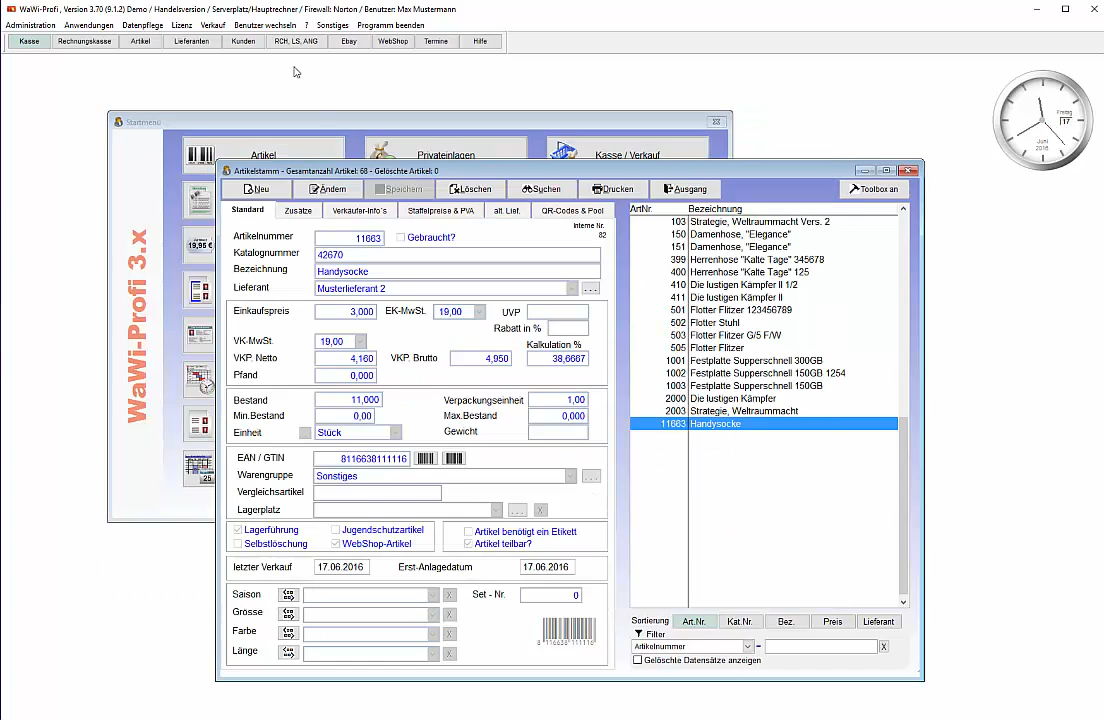 WaWi-Profi , Version 3.70 (9.1.2) Demo / Handelsversion / Serverplatz/Hauptrechner / Firewall: Norton / Benutzer: Max Mustermann
Administration Anwendungen Datenpflege Lizenz Verkauf Benutzer wechseln ? Sonstiges Programm beenden
Kasse Rechnungskasse Artikel Lieferanten Kunden RCH, LS, ANG Ebay WebShop Termine Hilfe
Freitag
17
Juni
2016
Startmenü
Artikel Privateinlagen Kasse / Verkauf
WaWi-Profi 3.x
19,95 €
25
Artikelstamm - Gesamtanzahl Artikel: 68 - Gelöschte Artikel: 0
Neu Ändern Speichern Löschen Suchen Drucken Ausgang Toolbox an
Standard Zusätze Verkäufer-Info´s Staffelpreise & PVA alt. Lief. QR-Codes & Pool
Interne Nr.
82
Artikelnummer 11663 Gebraucht?
Katalognummer 42670
Bezeichnung Handysocke
Lieferant Musterlieferant 2 ...
Einkaufspreis 3,000 EK-MwSt. 19,00 UVP
Rabatt in %
VK-MwSt. 19,00 Kalkulation %
VKP. Netto 4,160 VKP. Brutto 4,950 38,6667
Pfand 0,000
Bestand 11,000 Verpackungseinheit 1,00
Min.Bestand 0,00 Max.Bestand 0,000
Einheit Stück Gewicht
EAN / GTIN 8116638111116
Warengruppe Sonstiges ...
Vergleichsartikel
Lagerplatz ... X
Lagerführung Jugendschutzartikel Artikel benötigt ein Etikett
Selbstlöschung WebShop-Artikel Artikel teilbar?
letzter Verkauf 17.06.2016 Erst-Anlagedatum 17.06.2016
Saison X Set - Nr. 0
Grösse X
Farbe X
8 116638 111116
Länge X
ArtNr. Bezeichnung
103 Strategie, Weltraummacht Vers. 2
150 Damenhose, "Elegance"
151 Damenhose, "Elegance"
399 Herrenhose "Kalte Tage" 345678
400 Herrenhose "Kalte Tage" 125
410 Die lustigen Kämpfer II 1/2
411 Die lustigen Kämpfer II
501 Flotter Flitzer 123456789
502 Flotter Stuhl
503 Flotter Flitzer G/5 F/W
505 Flotter Flitzer
1001 Festplatte Supperschnell 300GB
1002 Festplatte Supperschnell 150GB 1254
1003 Festplatte Supperschnell 150GB
2000 Die lustigen Kämpfer
2003 Strategie, Weltraummacht
11663 Handysocke
Sortierung Art.Nr. Kat.Nr. Bez. Preis Lieferant
Filter
Artikelnummer = X
Gelöschte Datensätze anzeigen